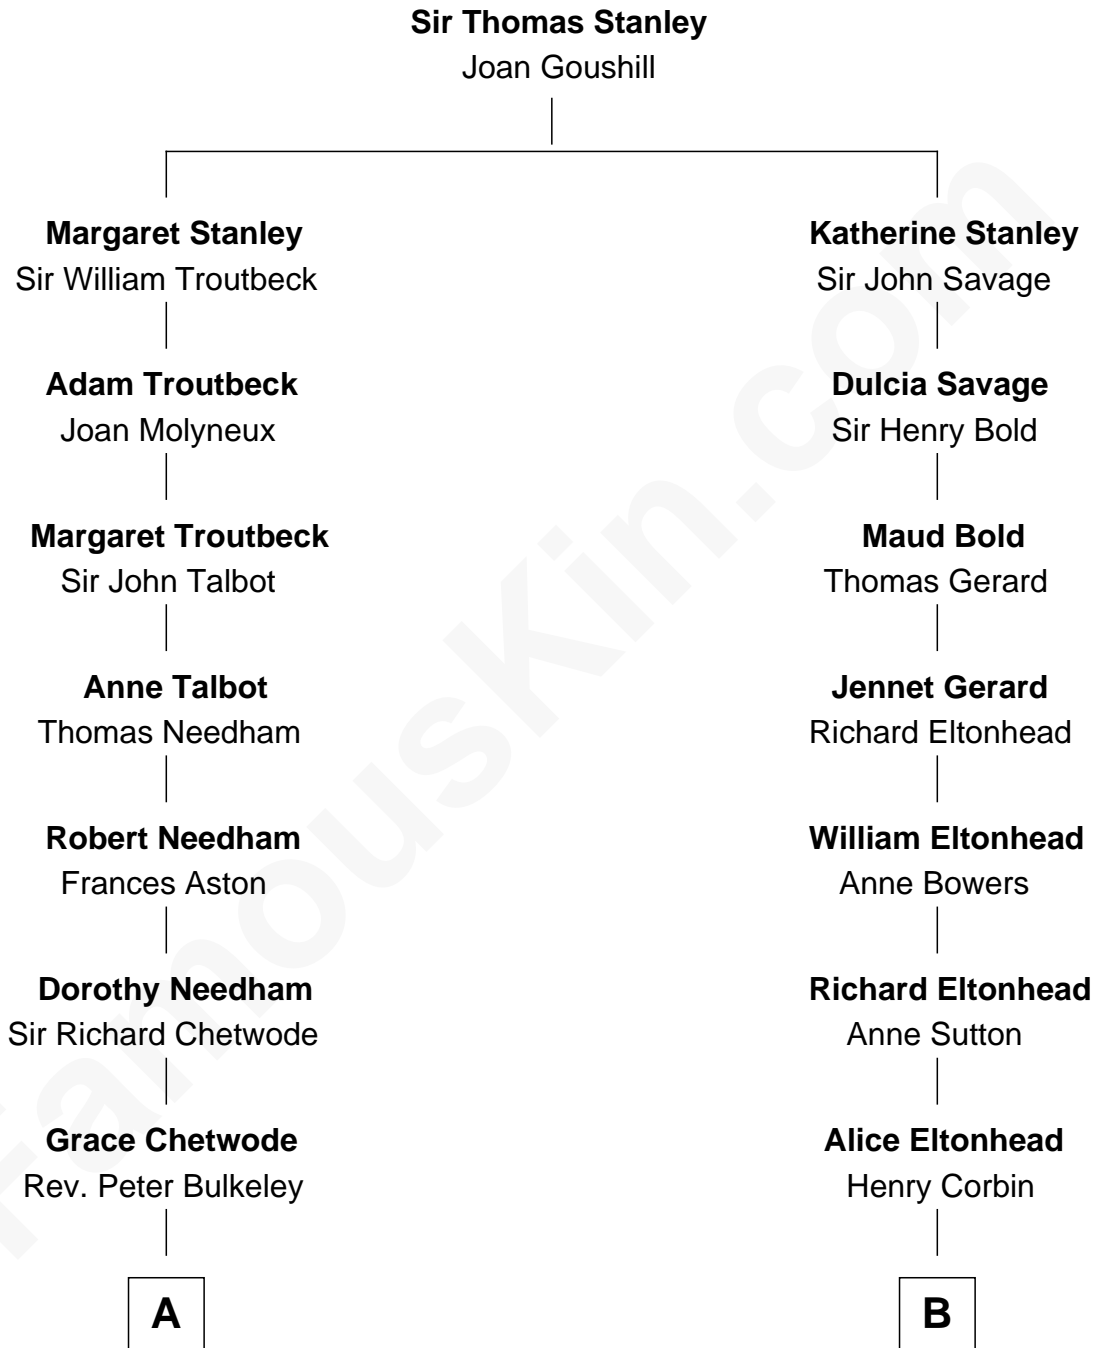 Sir Thomas Stanley
Joan Goushill
Margaret Stanley
Sir William Troutbeck
Katherine Stanley
Sir John Savage
Adam Troutbeck
Joan Molyneux
Dulcia Savage
Sir Henry Bold
Margaret Troutbeck
Sir John Talbot
Maud Bold
Thomas Gerard
Anne Talbot
Thomas Needham
Jennet Gerard
Richard Eltonhead
Robert Needham
Frances Aston
William Eltonhead
Anne Bowers
Dorothy Needham
Sir Richard Chetwode
Richard Eltonhead
Anne Sutton
Grace Chetwode
Rev. Peter Bulkeley
Alice Eltonhead
Henry Corbin
A
B
FamousKin.com